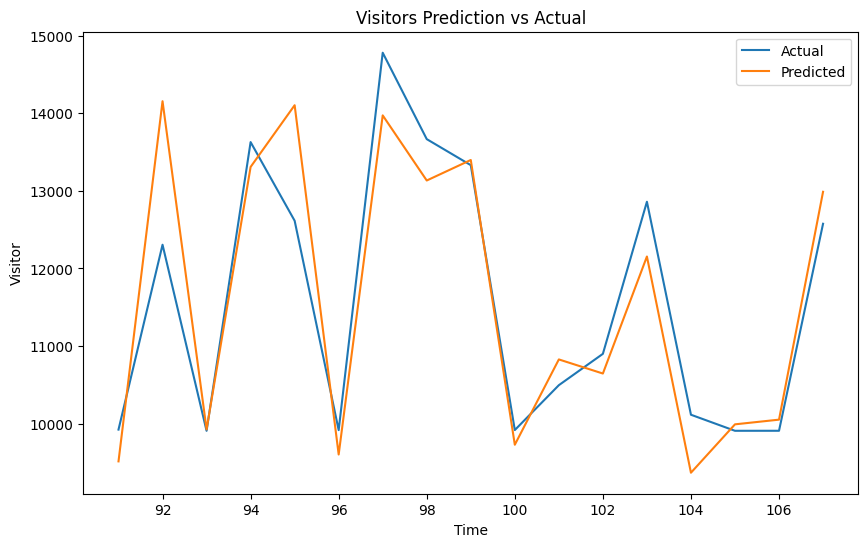 Visitors Prediction vs Actual
15000
14000
13000
12000
11000
10000
Visitor
Actual
Predicted
92 94 96 98 100 102 104 106
Time